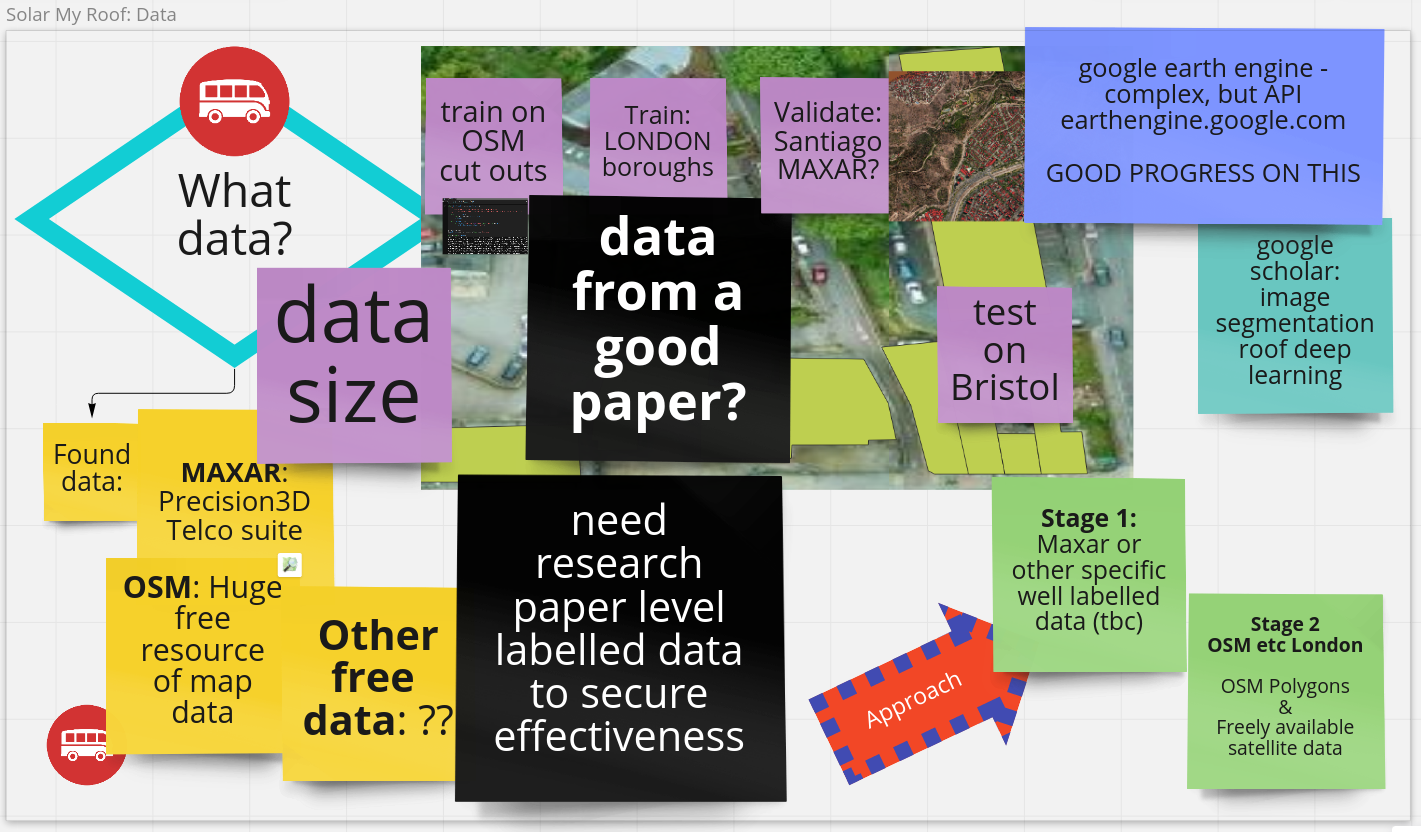 Solar My Roof: Data
What
data?
train on
OSM
cut outs
Train:
LONDON
boroughs
Validate:
Santiago
MAXAR?
google earth engine -
complex, but API
earthengine.google.com
GOOD PROGRESS ON THIS
data
size
data
from a
good
paper?
test
on
Bristol
google
scholar:
image
segmentation
roof deep
learning
Found
data:
MAXAR:
Precision3D
Telco suite
OSM: Huge
free
resource
of map
data
Other
free
data: ??
need
research
paper level
labelled data
to secure
effectiveness
Approach
Stage 1:
Maxar or
other specific
well labelled
data (tbc)
Stage 2
OSM etc London
OSM Polygons
&
Freely available
satellite data